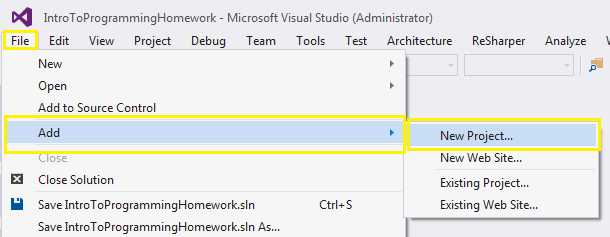 IntroToProgrammingHomework - Microsoft Visual Studio (Administrator)
File Edit View Project Debug Team Tools Test Architecture ReSharper Analyze
New
Open
Add to Source Control
Add
New Project...
New Web Site...
Close
Close Solution
Existing Project...
Save IntroToProgrammingHomework.sln Ctrl+S
Existing Web Site...
Save IntroToProgrammingHomework.sln As...